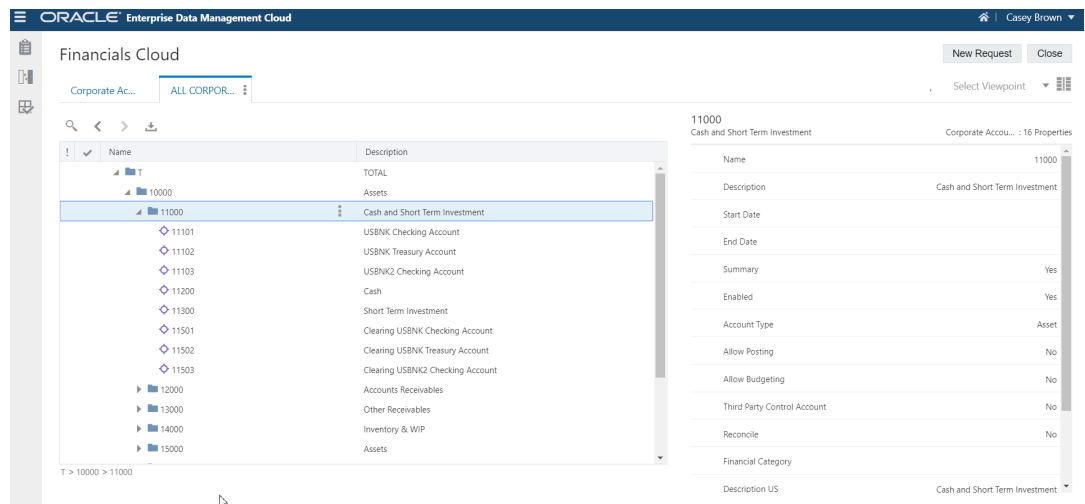 ORACLE Enterprise Data Management Cloud Casey Brown
Financials Cloud New Request Close
Corporate Ac... ALL CORPOR... Select Viewpoint
11000
Cash and Short Term Investment Corporate Accou... : 16 Properties
! Name Description
T TOTAL
10000 Assets
11000 Cash and Short Term Investment
11101 USBNK Checking Account
11102 USBNK Treasury Account
11103 USBNK2 Checking Account
11200 Cash
11300 Short Term Investment
11501 Clearing USBNK Checking Account
11502 Clearing USBNK Treasury Account
11503 Clearing USBNK2 Checking Account
12000 Accounts Receivables
13000 Other Receivables
14000 Inventory & WIP
15000 Assets
T > 10000 > 11000
Name 11000
Description Cash and Short Term Investment
Start Date
End Date
Summary Yes
Enabled Yes
Account Type Asset
Allow Posting No
Allow Budgeting No
Third Party Control Account No
Reconcile No
Financial Category
Description US Cash and Short Term Investment